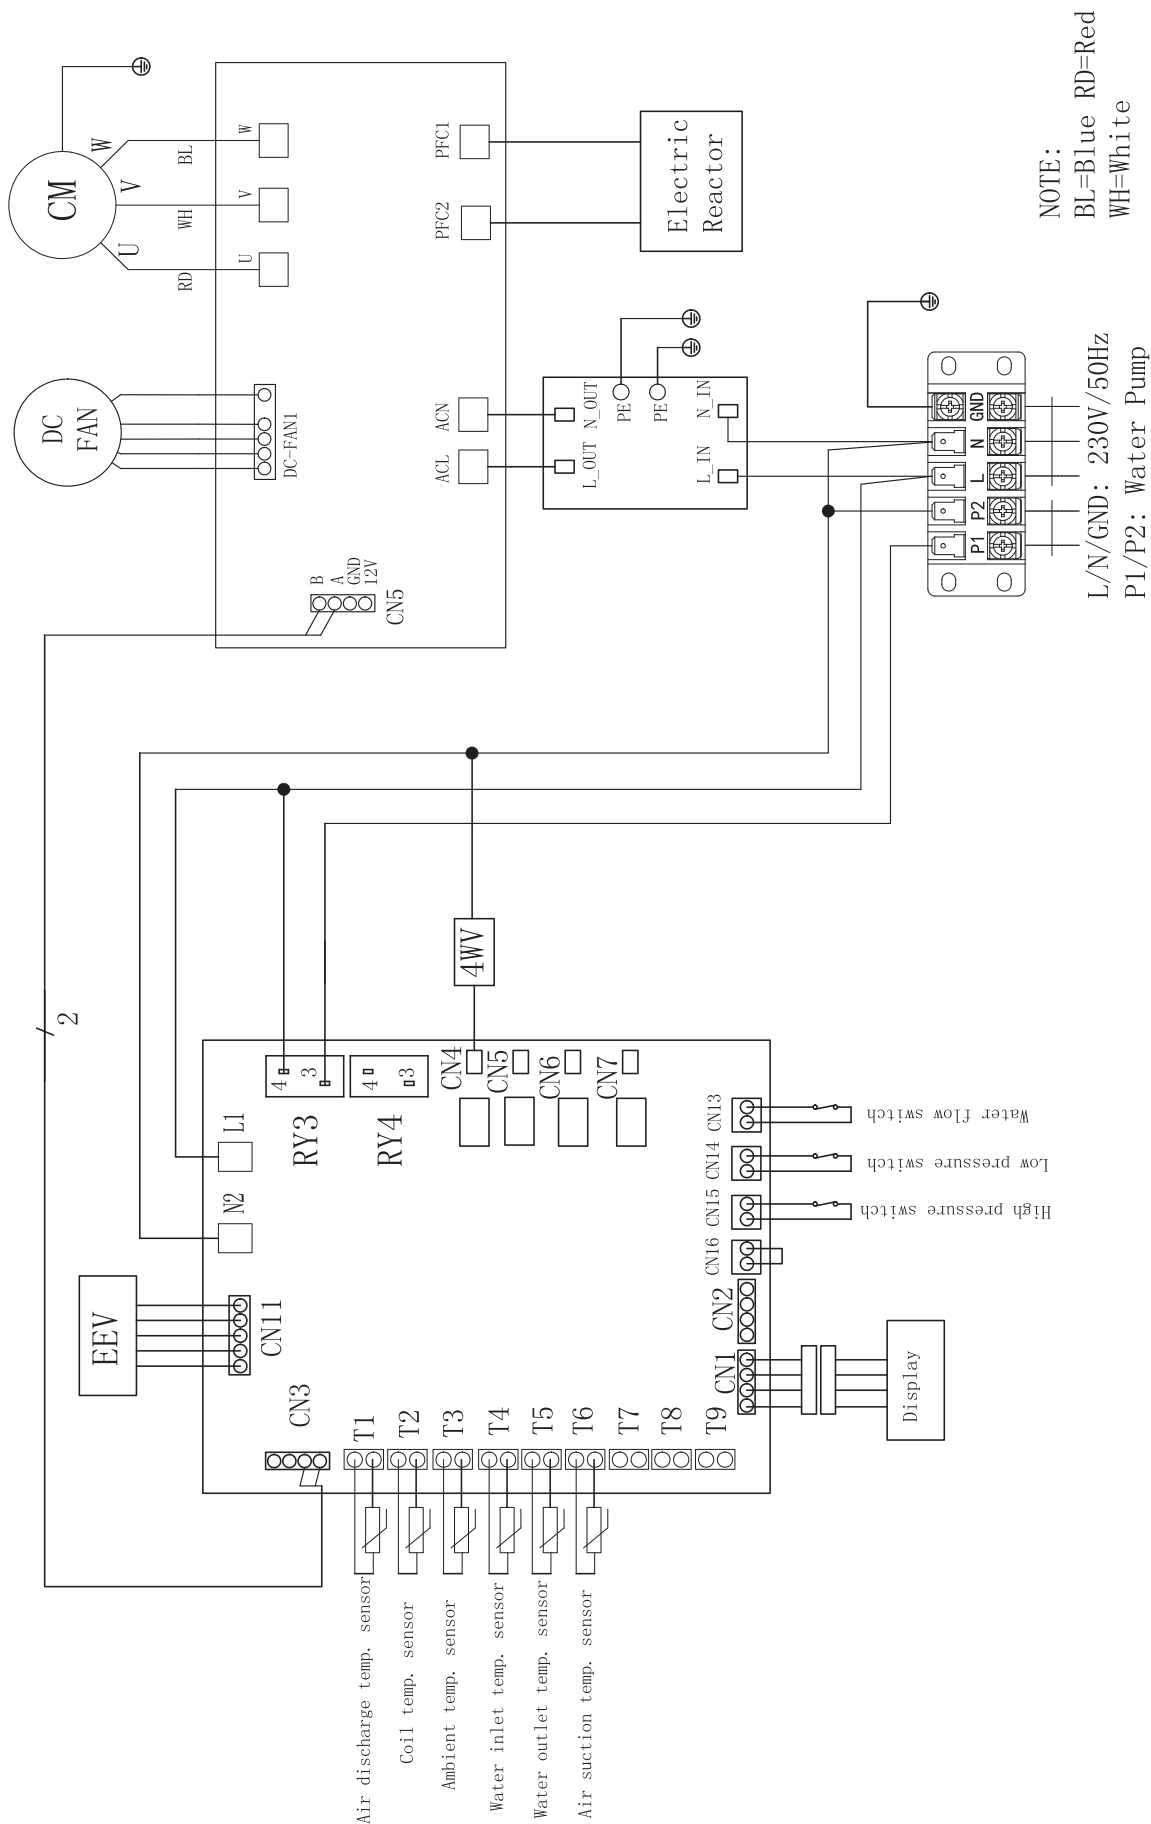 CM
W
V
U
BL
WH
RD
W
V
U
DC
FAN
DC-FAN1
PFC1
PFC2
ACN
ACL
Electric
Reactor
B
A
GND
12V
CN5
L_OUT
N_OUT
PE
PE
L_IN
N_IN
P1
P2
L
N
GND
L/N/GND: 230V/50Hz
P1/P2: Water Pump
NOTE:
BL=Blue RD=Red
WH=White
2
4WV
EEV
CN11
N2
L1
CN3
RY3
4
3
RY4
4
3
CN4
CN5
CN6
CN7
T1
T2
T3
T4
T5
T6
T7
T8
T9
CN1
CN2
CN16
CN15
CN14
CN13
Display
High pressure switch
Low pressure switch
Water flow switch
Air discharge temp. sensor
Coil temp. sensor
Ambient temp. sensor
Water inlet temp. sensor
Water outlet temp. sensor
Air suction temp. sensor